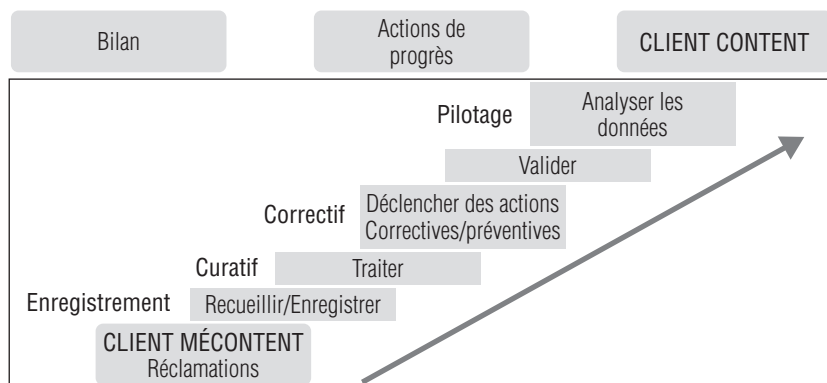 Bilan
Actions de
progrès
CLIENT CONTENT
Pilotage
Analyser les
données
Valider
Correctif
Déclencher des actions
Correctives/préventives
Curatif
Traiter
Enregistrement
Recueillir/Enregistrer
CLIENT MÉCONTENT
Réclamations